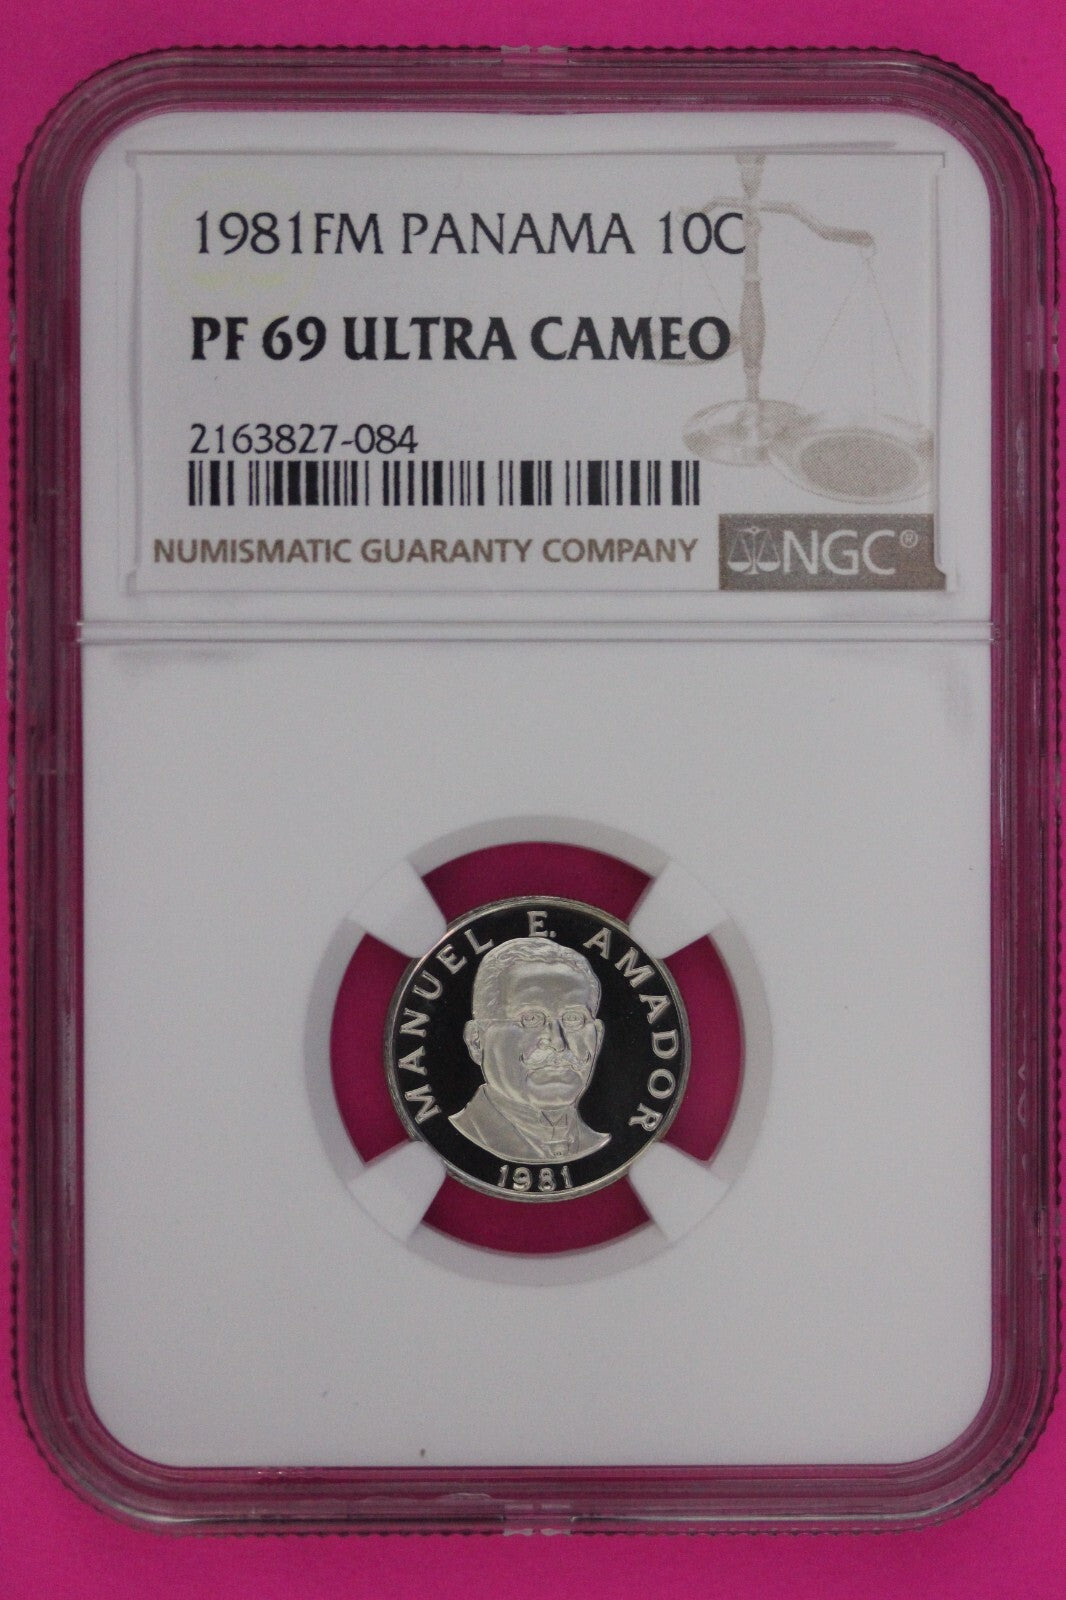 1981FM PANAMA 10C
PF 69 ULTRA CAMEO
2163827-084
NUMISMATIC GUARANTY COMPANY
NGC®
MANUEL E. AMADOR
1981